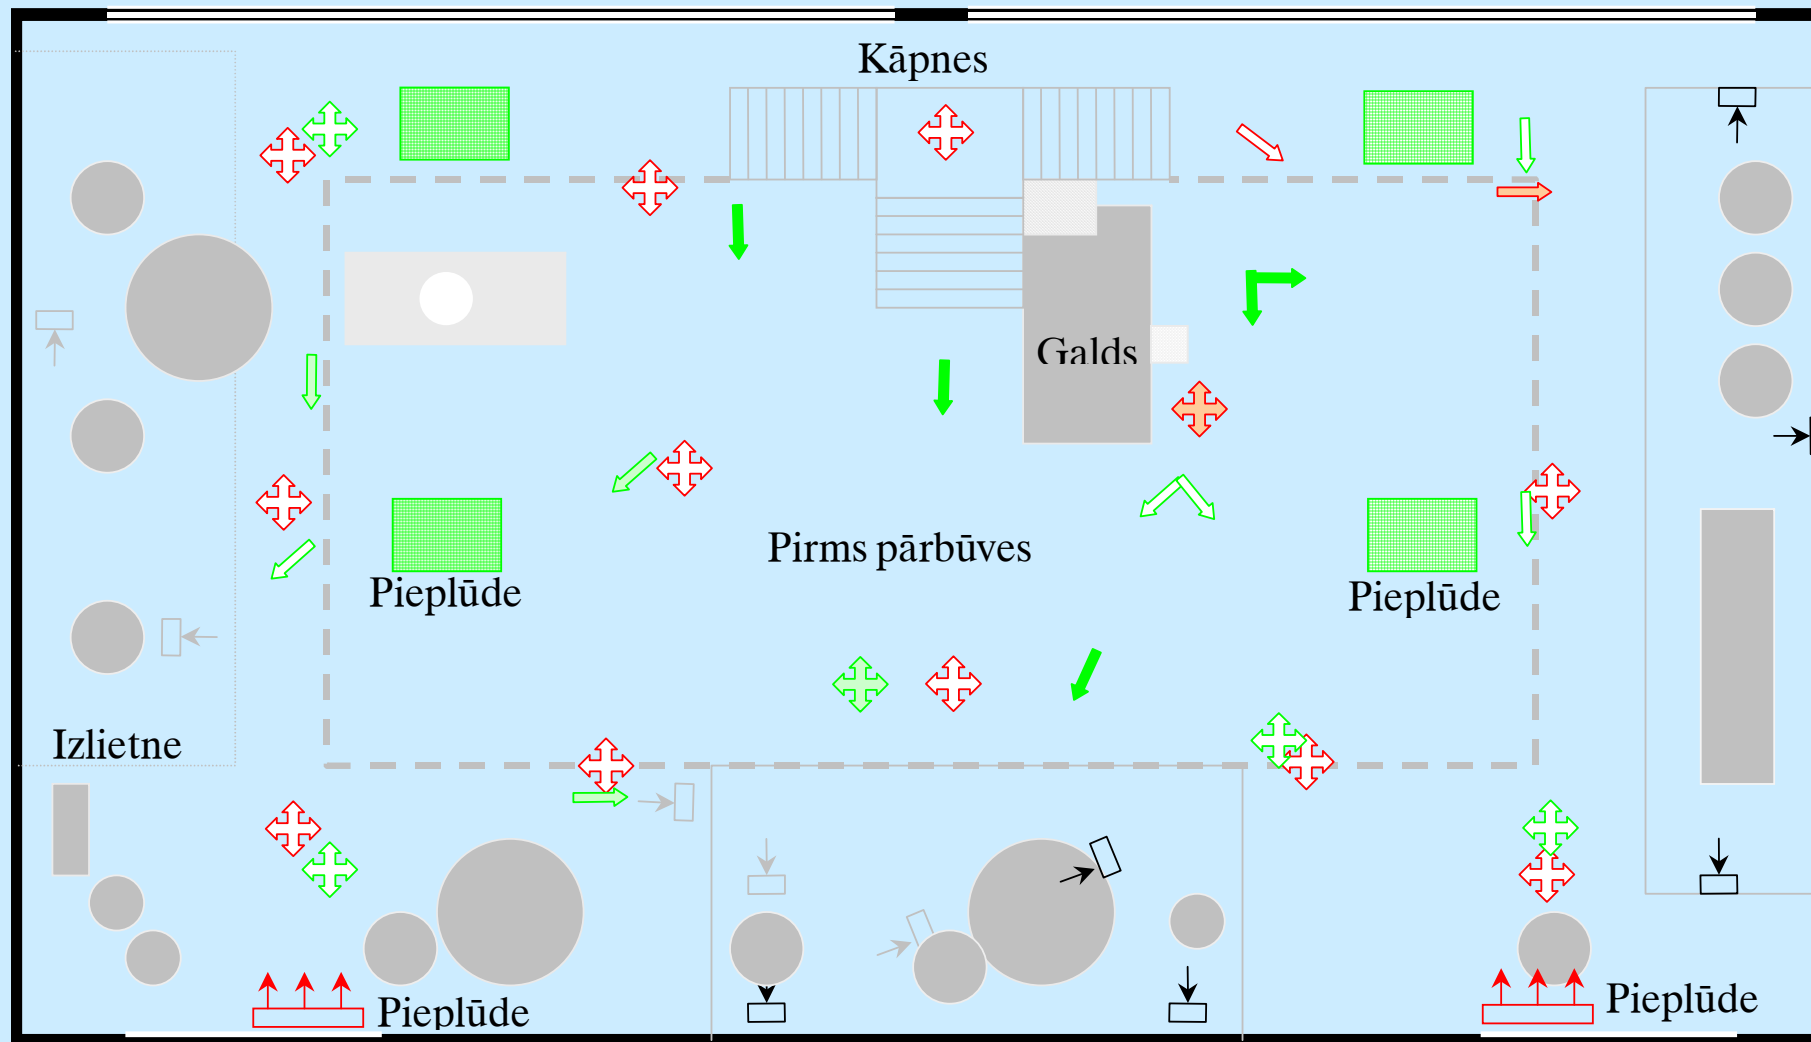 Kāpnes
Galds
Pirms pārbūves
Pieplūde
Pieplūde
Izlietne
Pieplūde
Pieplūde